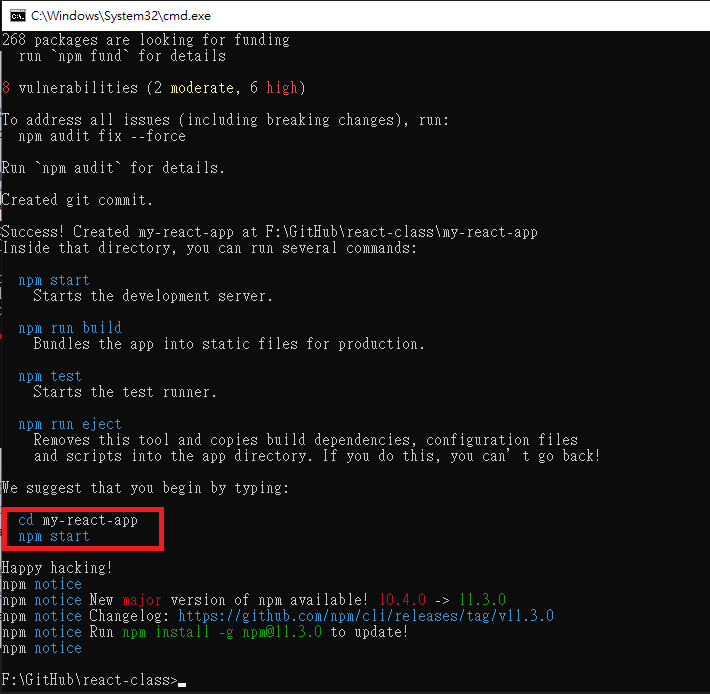 C:\Windows\System32\cmd.exe
268 packages are looking for funding
  run `npm fund` for details

8 vulnerabilities (2 moderate, 6 high)

To address all issues (including breaking changes), run:
  npm audit fix --force

Run `npm audit` for details.

Created git commit.

Success! Created my-react-app at F:\GitHub\react-class\my-react-app
Inside that directory, you can run several commands:

  npm start
    Starts the development server.

  npm run build
    Bundles the app into static files for production.

  npm test
    Starts the test runner.

  npm run eject
    Removes this tool and copies build dependencies, configuration files
    and scripts into the app directory. If you do this, you can’t go back!

We suggest that you begin by typing:

  cd my-react-app
  npm start

Happy hacking!
npm notice
npm notice New major version of npm available! 10.4.0 -> 11.3.0
npm notice Changelog: https://github.com/npm/cli/releases/tag/v11.3.0
npm notice Run npm install -g npm@11.3.0 to update!
npm notice

F:\GitHub\react-class>